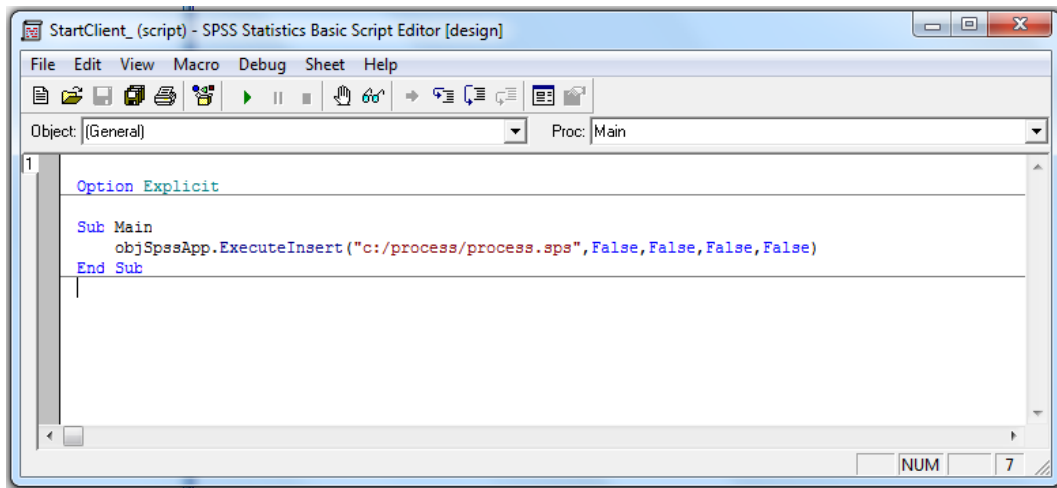 StartClient_ (script) - SPSS Statistics Basic Script Editor [design]
File Edit View Macro Debug Sheet Help
Object: (General) Proc: Main
1
Option Explicit
Sub Main
objSpssApp.ExecuteInsert("c:/process/process.sps",False,False,False,False)
End Sub
NUM 7